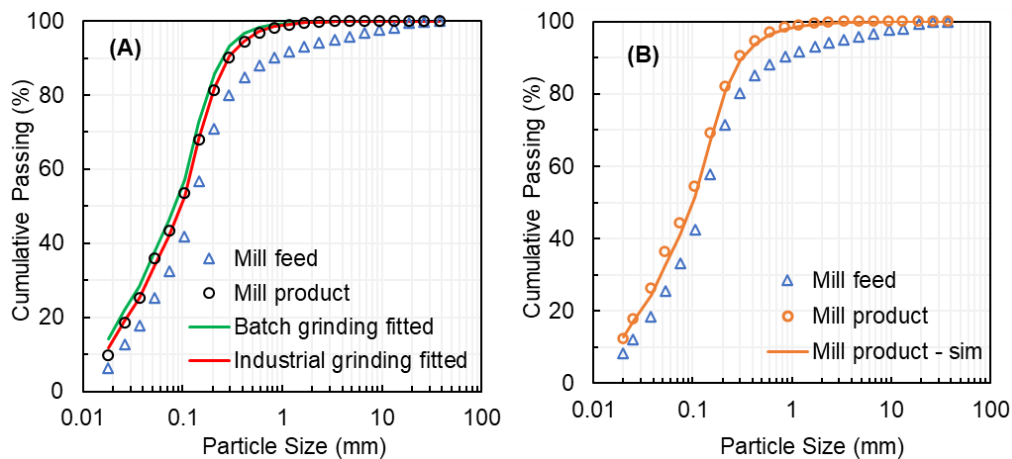 (A)
Cumulative Passing (%)
100
80
60
40
20
0
Mill feed
Mill product
Batch grinding fitted
Industrial grinding fitted
0.01 0.1 1 10 100
Particle Size (mm)
(B)
Cumulative Passing (%)
100
80
60
40
20
0
Mill feed
Mill product
Mill product - sim
0.01 0.1 1 10 100
Particle Size (mm)